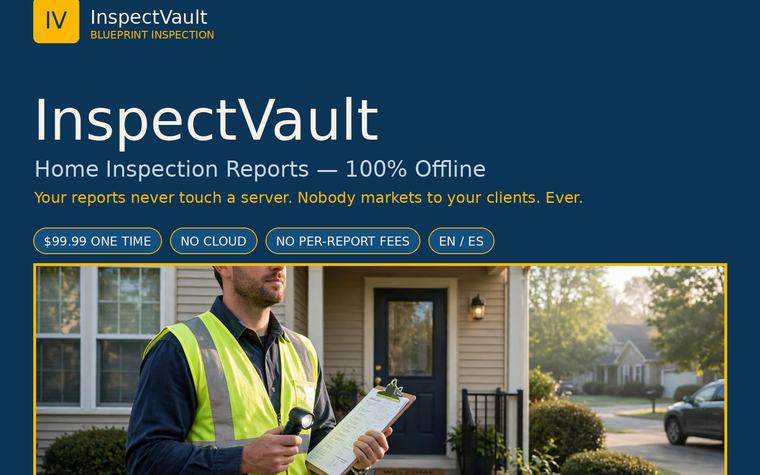 IV
InspectVault
BLUEPRINT INSPECTION
InspectVault
Home Inspection Reports — 100% Offline
Your reports never touch a server. Nobody markets to your clients. Ever.
$99.99 ONE TIME
NO CLOUD
NO PER-REPORT FEES
EN / ES